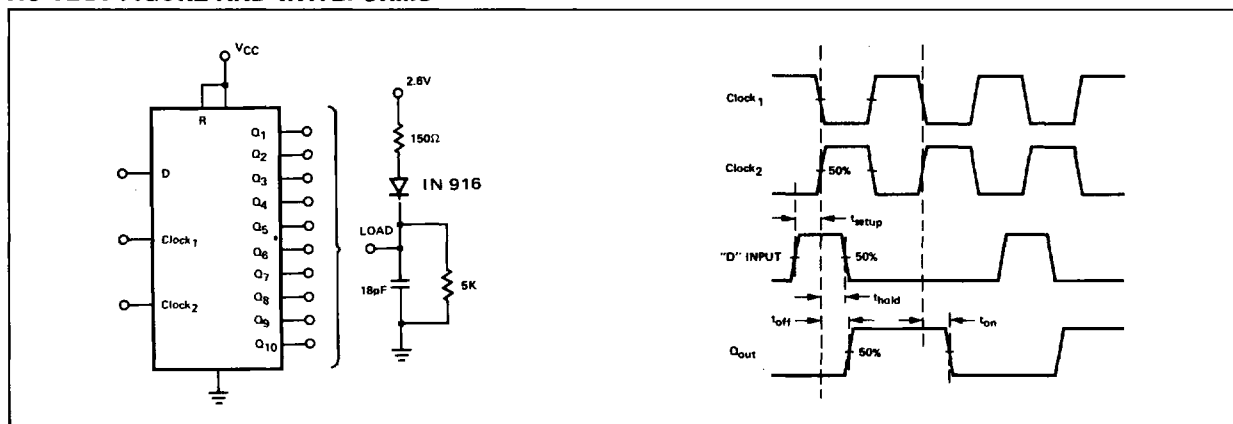 VCC
R
D
Clock1
Clock2
Q1
Q2
Q3
Q4
Q5
Q6
Q7
Q8
Q9
Q10
2.6V
150Ω
IN 916
LOAD
18pF
5K
Clock1
Clock2
50%
tsetup
"D" INPUT
50%
thold
toff
ton
Qout
50%